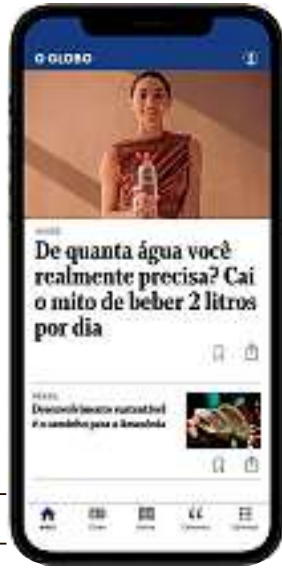 O GLOBO
De quanta água você
realmente precisa? Cai
o mito de beber 2 litros
por dia
Desenvolvimento sustentável
é o caminho para a Amazônia